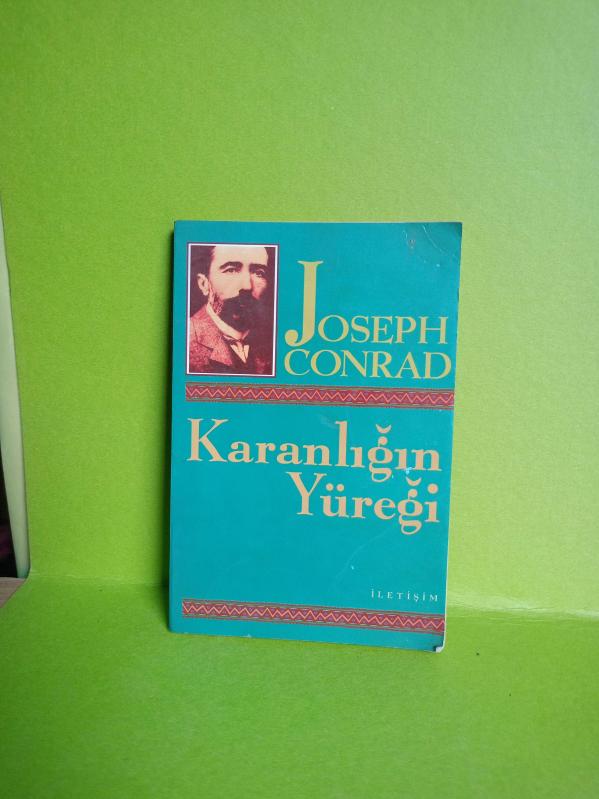 JOSEPH
CONRAD
Karanlığın
Yüreği
İLETİŞİM